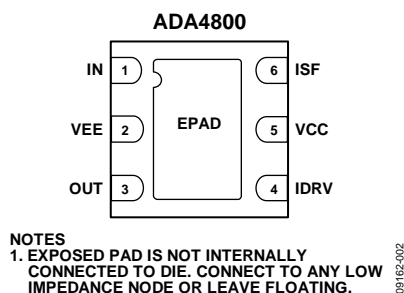 ADA4800
IN 1
6 ISF
VEE 2
EPAD
5 VCC
OUT 3
4 IDRV
NOTES
1. EXPOSED PAD IS NOT INTERNALLY
CONNECTED TO DIE. CONNECT TO ANY LOW
IMPEDANCE NODE OR LEAVE FLOATING.
09162-002